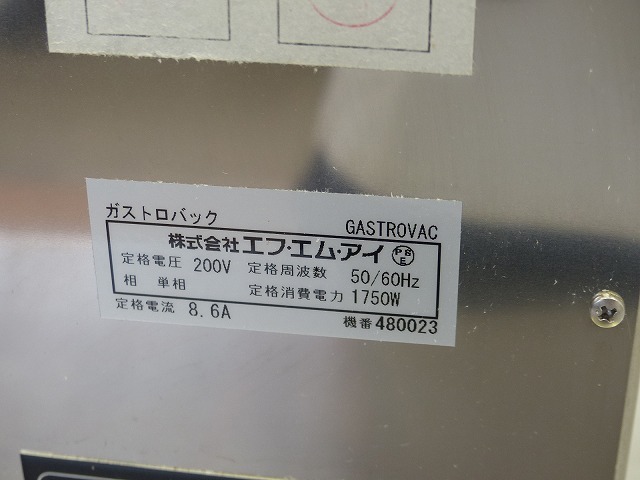 ガストロバック GASTROVAC
株式会社エフ・エム・アイ PSE
定格電圧 200V 定格周波数 50/60Hz
相 単相 定格消費電力 1750W
定格電流 8.6A 機番480023